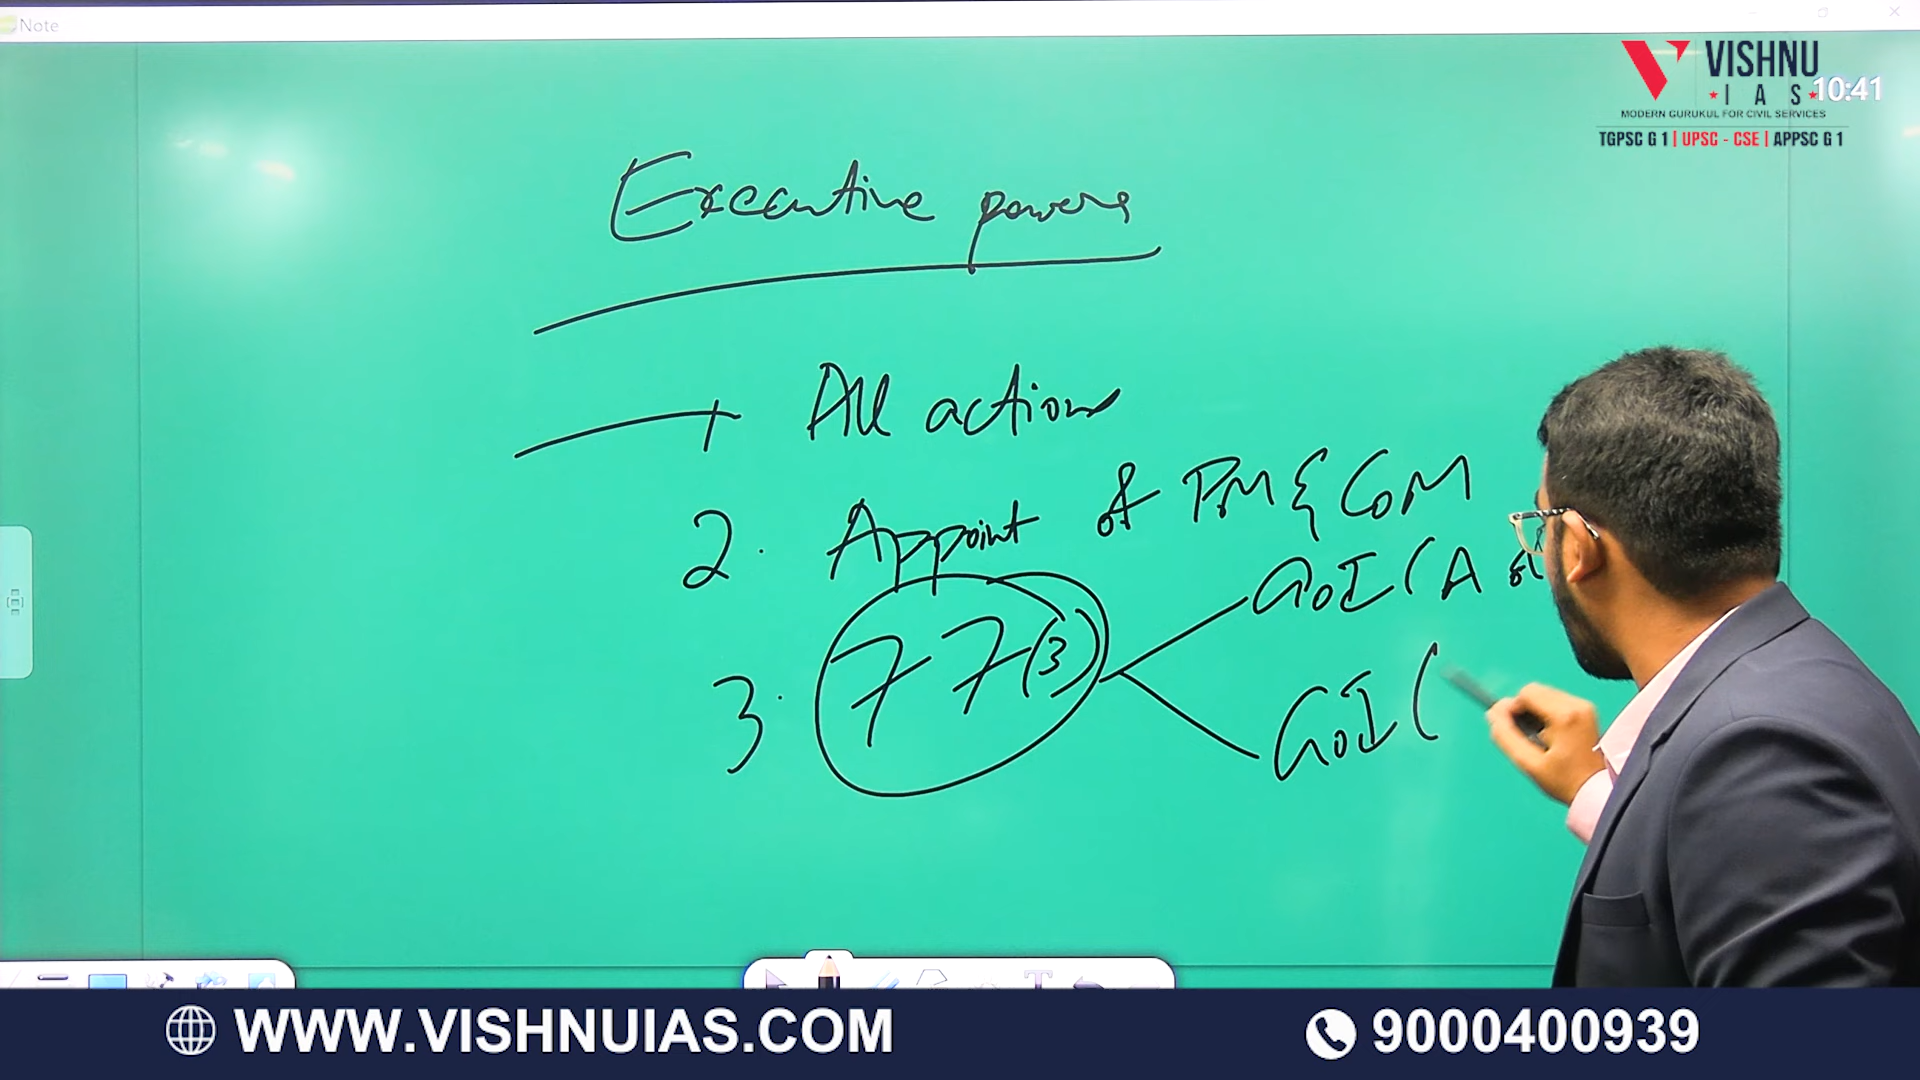 Note
VISHNU
IAS
10:41
MODERN GURUKUL FOR CIVIL SERVICES
TGPSC G 1 | UPSC - CSE | APPSC G 1
Executive powers
All actions
2. Appoint of PM & CoM
GOI (A
3. 77(3)
GOI (
WWW.VISHNUIAS.COM
9000400939